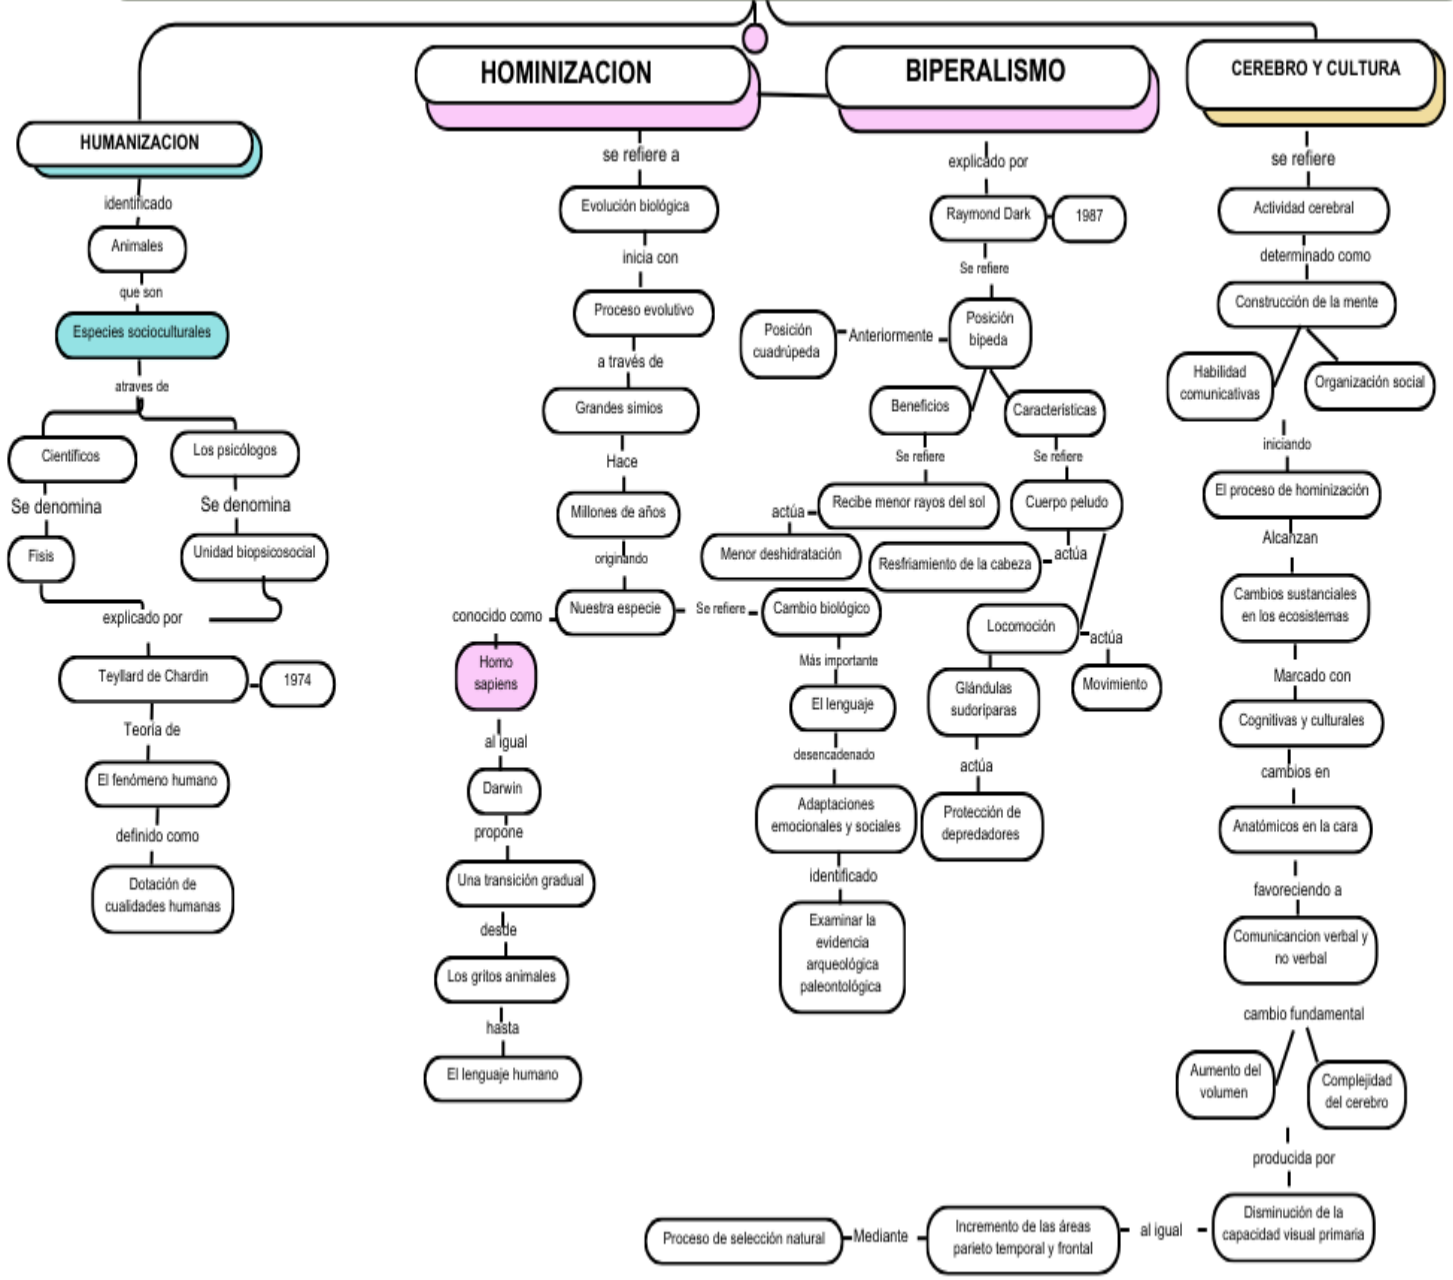 HUMANIZACION
identificado
Animales
que son
Especies socioculturales
atraves de
Científicos
Se denomina
Fisis
Los psicólogos
Se denomina
Unidad biopsicosocial
explicado por
Teyllard de Chardin
1974
Teoría de
El fenómeno humano
definido como
Dotación de
cualidades humanas
HOMINIZACION
se refiere a
Evolución biológica
inicia con
Proceso evolutivo
a través de
Grandes simios
Hace
Millones de años
originando
Nuestra especie
conocido como
Homo
sapiens
al igual
Darwin
propone
Una transición gradual
desde
Los gritos animales
hasta
El lenguaje humano
Se refiere
Cambio biológico
Más importante
El lenguaje
desencadenado
Adaptaciones
emocionales y sociales
identificado
Examinar la
evidencia
arqueológica
paleontológica
BIPERALISMO
explicado por
Raymond Dark
1987
Se refiere
Posición
bípeda
Anteriormente
Posición
cuadrúpeda
Beneficios
Se refiere
Recibe menor rayos del sol
actúa
Menor deshidratación
Características
Se refiere
Cuerpo peludo
actúa
Resfriamiento de la cabeza
Locomoción
actúa
Movimiento
Glándulas
sudoríparas
actúa
Protección de
depredadores
CEREBRO Y CULTURA
se refiere
Actividad cerebral
determinado como
Construcción de la mente
Habilidad
comunicativas
Organización social
iniciando
El proceso de hominización
Alcanzan
Cambios sustanciales
en los ecosistemas
Marcado con
Cognitivas y culturales
cambios en
Anatómicos en la cara
favoreciendo a
Comunicancion verbal y
no verbal
cambio fundamental
Aumento del
volumen
Complejidad
del cerebro
producida por
Disminución de la
capacidad visual primaria
al igual
Incremento de las áreas
parieto temporal y frontal
Mediante
Proceso de selección natural